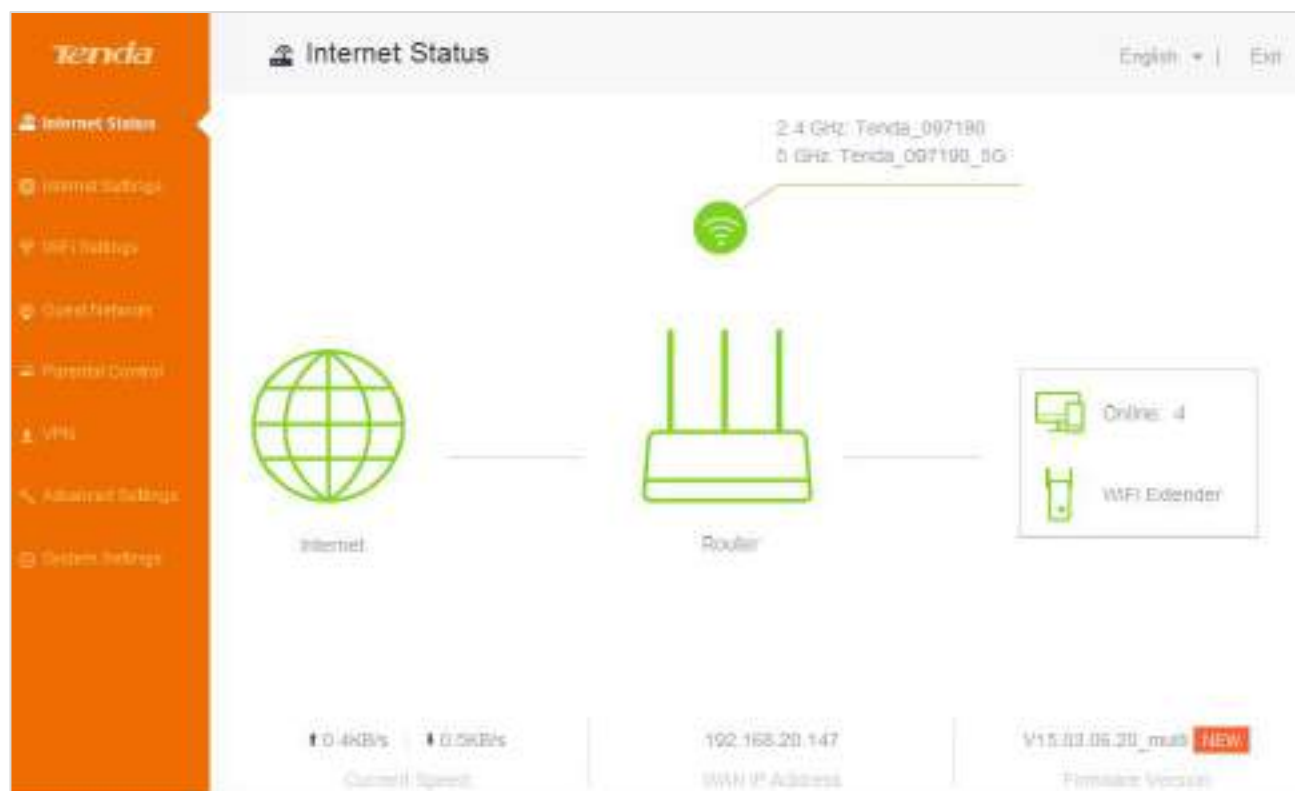 Tenda
Internet Status
English
Exit
Internet Status
Internet Settings
WiFi Settings
Guest Network
Parental Control
VPN
Advanced Settings
System Settings
2.4 GHz: Tenda_097190
5 GHz: Tenda_097190_5G
Internet
Router
Online: 4
WiFi Extender
0.4KB/s 0.5KB/s
Current Speed
192.168.20.147
WAN IP Address
V15.03.06.20_multi NEW
Firmware Version